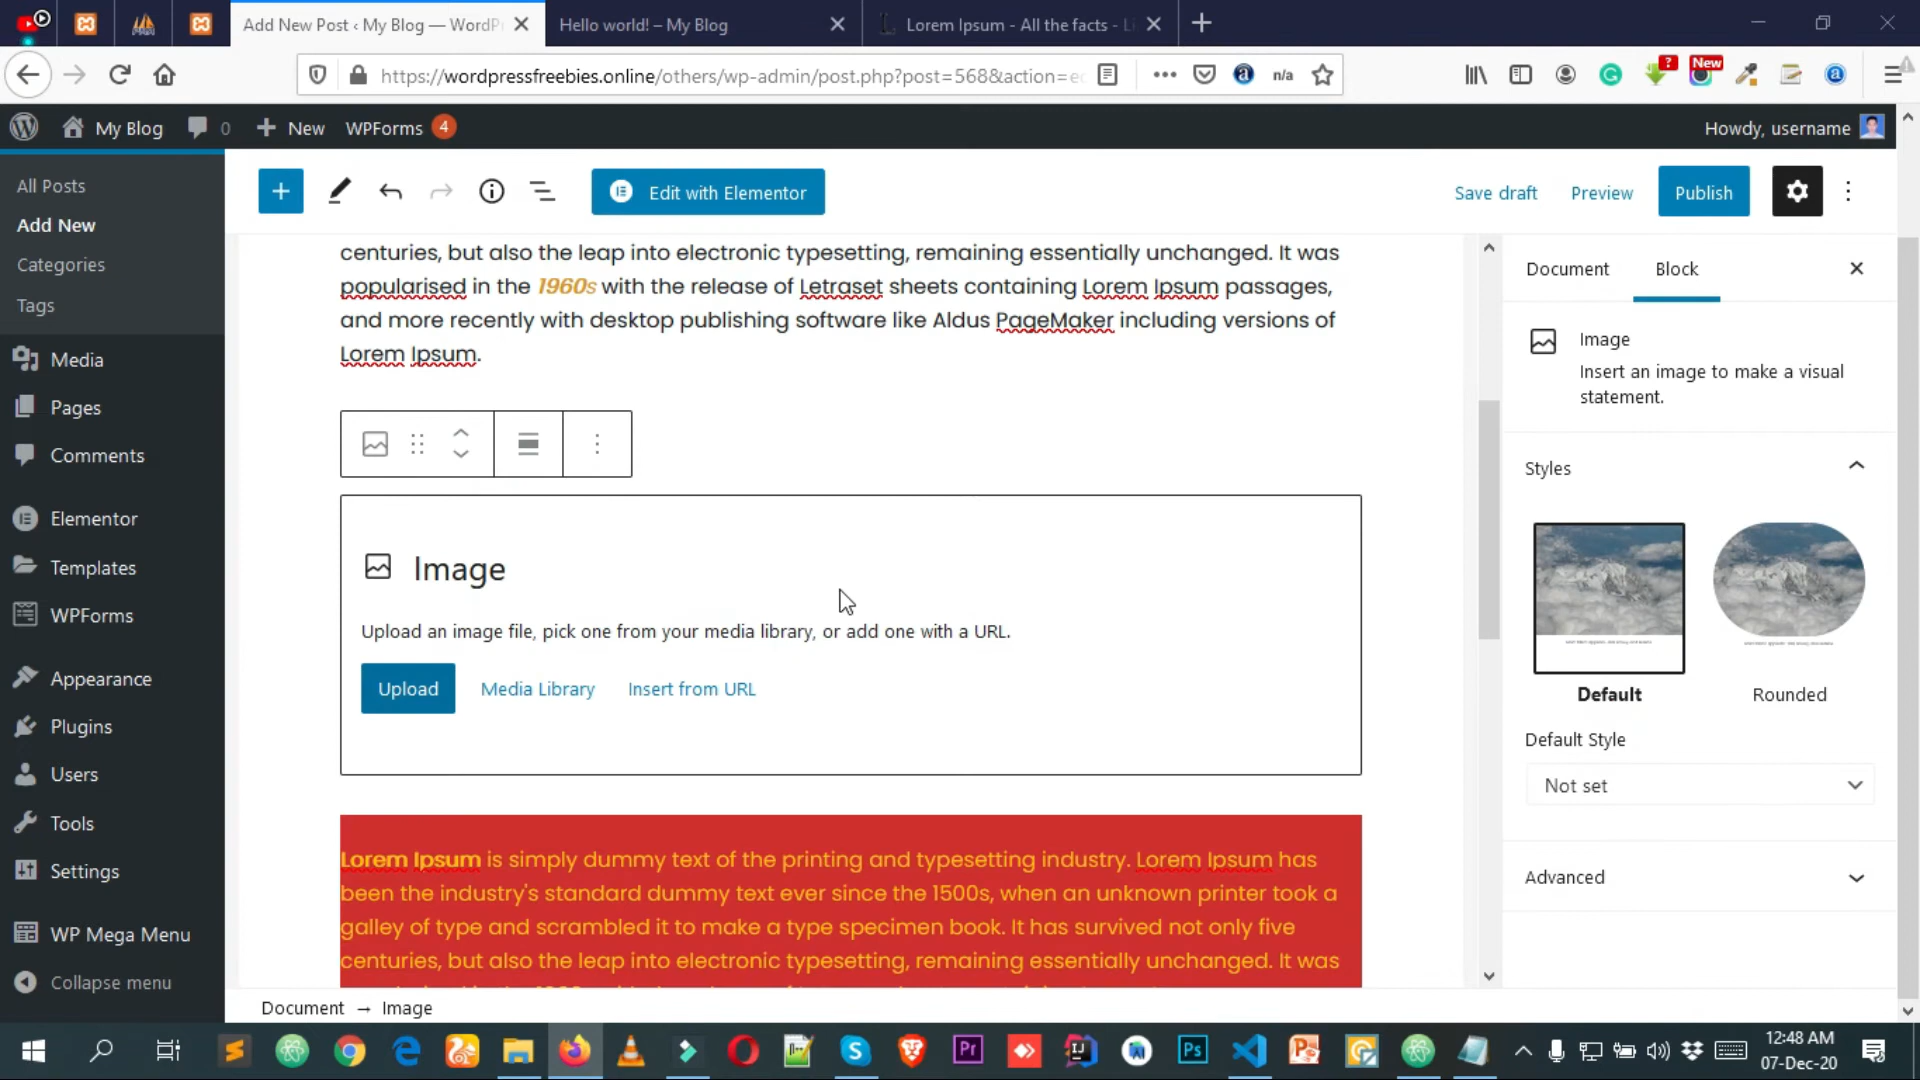 Add New Post ‹ My Blog — WordPr
Hello world! – My Blog
Lorem Ipsum - All the facts - Li
https://wordpressfreebies.online/others/wp-admin/post.php?post=568&action=ed
n/a
?
New
My Blog
0
New
WPForms
4
Howdy, username
All Posts
Add New
Categories
Tags
Media
Pages
Comments
Elementor
Templates
WPForms
Appearance
Plugins
Users
Tools
Settings
WP Mega Menu
Collapse menu
Edit with Elementor
Save draft
Preview
Publish
centuries, but also the leap into electronic typesetting, remaining essentially unchanged. It was
popularised in the 1960s with the release of Letraset sheets containing Lorem Ipsum passages,
and more recently with desktop publishing software like Aldus PageMaker including versions of
Lorem Ipsum.
Image
Upload an image file, pick one from your media library, or add one with a URL.
Upload
Media Library
Insert from URL
Lorem Ipsum is simply dummy text of the printing and typesetting industry. Lorem Ipsum has
been the industry's standard dummy text ever since the 1500s, when an unknown printer took a
galley of type and scrambled it to make a type specimen book. It has survived not only five
centuries, but also the leap into electronic typesetting, remaining essentially unchanged. It was
Document → Image
Document
Block
Image
Insert an image to make a visual
statement.
Styles
Default
Rounded
Default Style
Not set
Advanced
Pr
Ps
12:48 AM
07-Dec-20